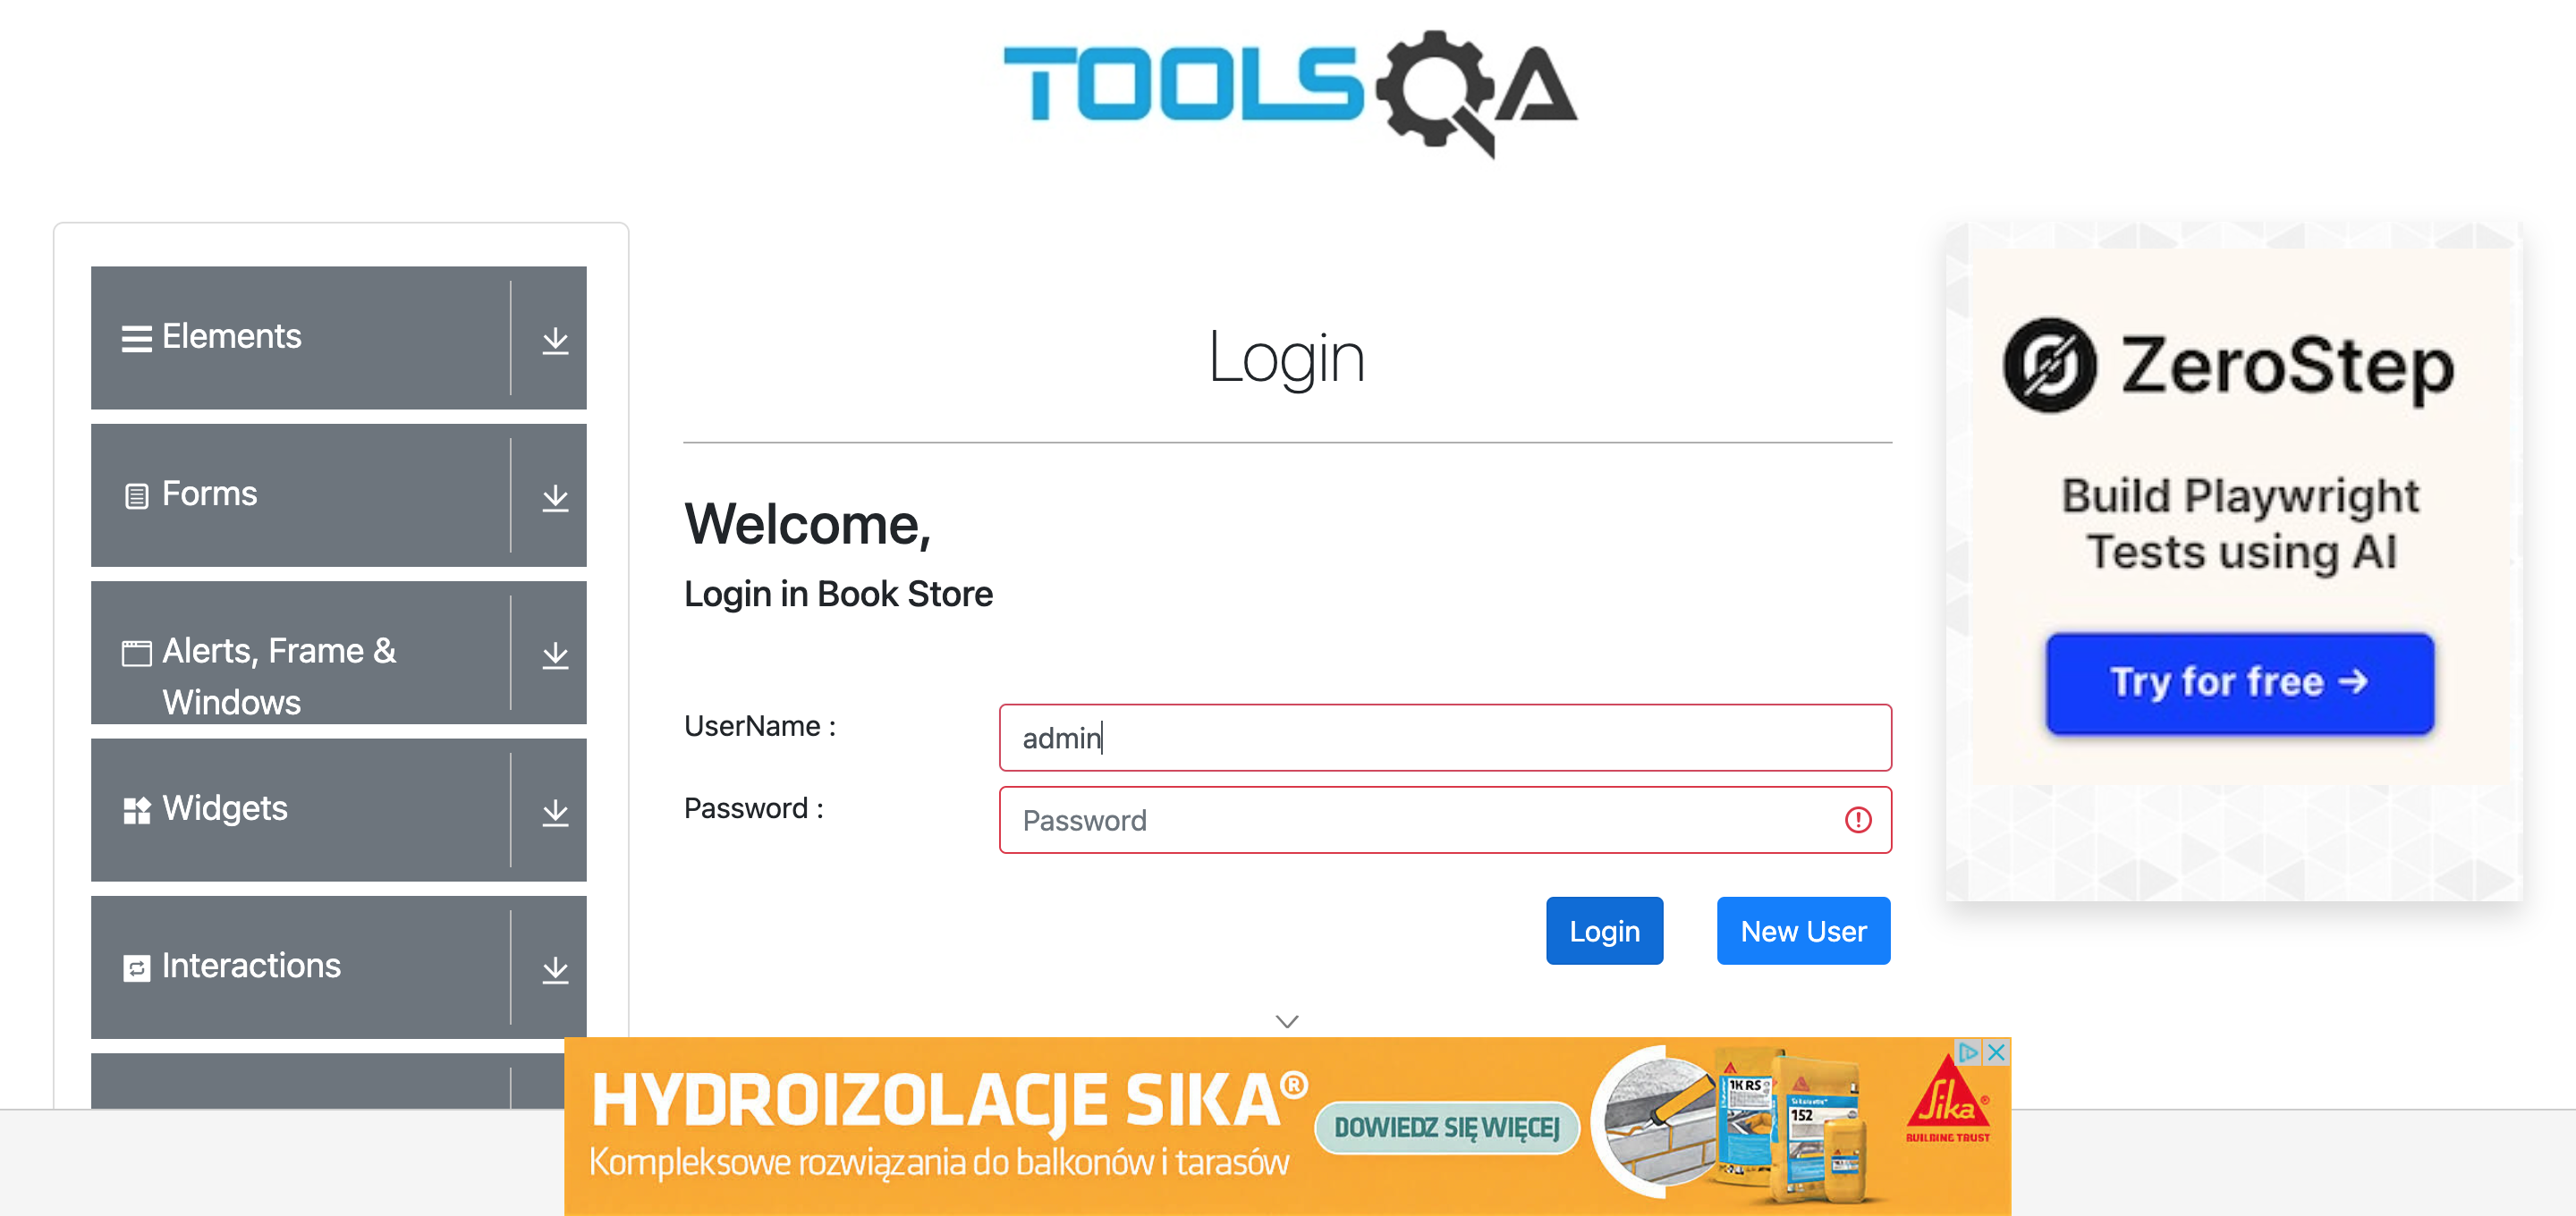 TOOLSQA
Elements
Forms
Alerts, Frame &
Windows
Widgets
Interactions
Login
Welcome,
Login in Book Store
UserName :
admin
Password :
Password
Login
New User
ZeroStep
Build Playwright
Tests using AI
Try for free →
HYDROIZOLACJE SIKA®
Kompleksowe rozwiązania do balkonów i tarasów
DOWIEDZ SIĘ WIĘCEJ
1K RS
152
Sika®
BUILDING TRUST